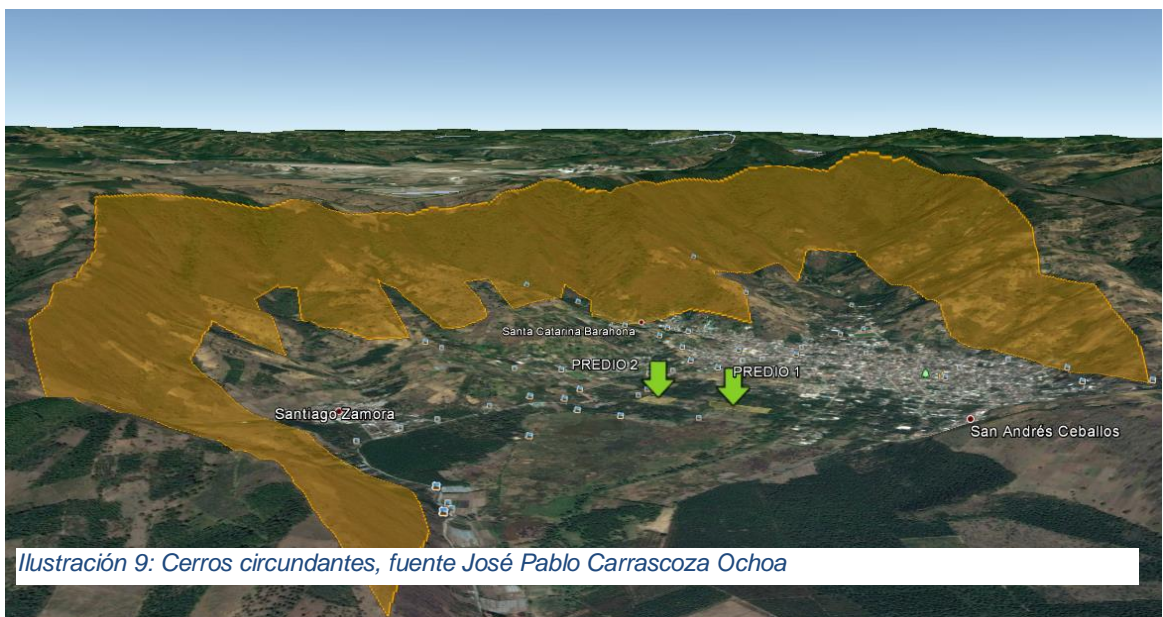 Santa Catarina Barahona
PREDIO 2
PREDIO 1
Santiago Zamora
San Andrés Ceballos
Ilustración 9: Cerros circundantes, fuente José Pablo Carrascoza Ochoa